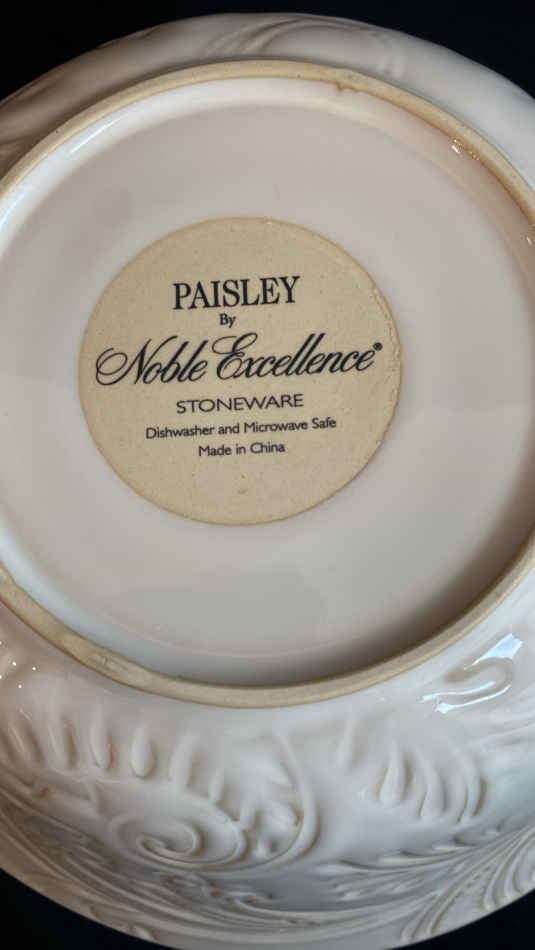 PAISLEY
By
Noble Excellence®
STONEWARE
Dishwasher and Microwave Safe
Made in China